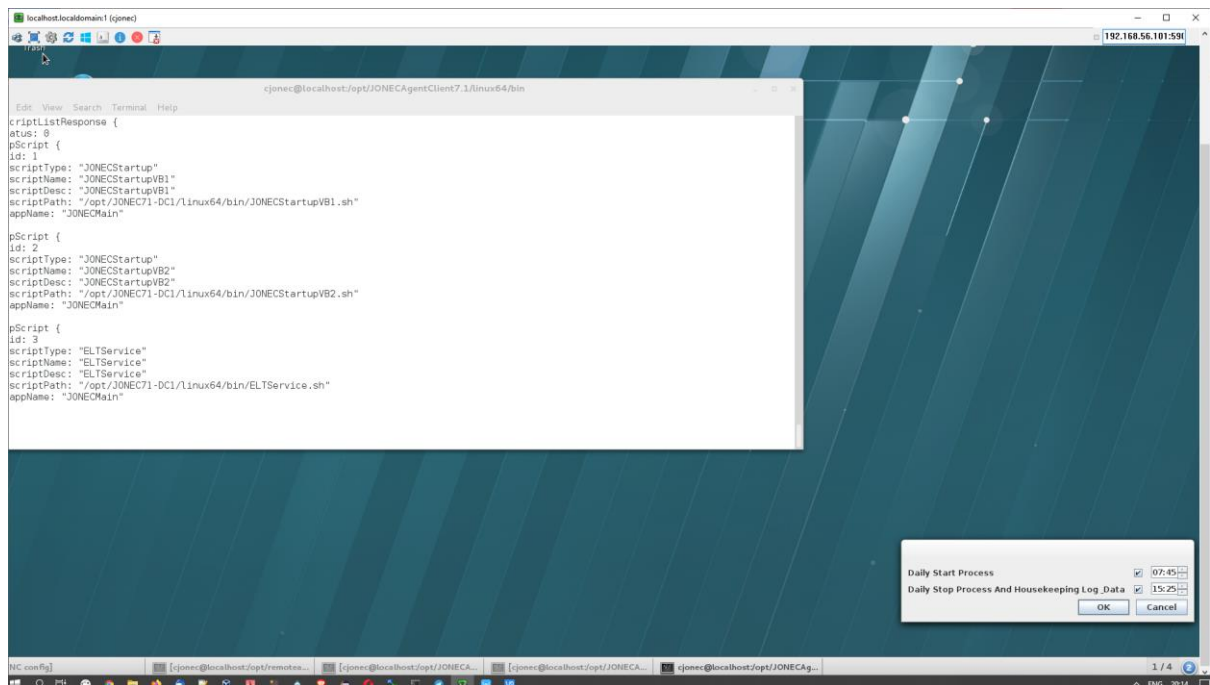 localhost.localdomain:1 (cjonec)
192.168.56.101:590
Trash
cjonec@localhost:/opt/JONECAgentClient7.1/linux64/bin
Edit View Search Terminal Help
criptListResponse {
atus: 0
pScript {
id: 1
scriptType: "JONECStartup"
scriptName: "JONECStartupVB1"
scriptDesc: "JONECStartupVB1"
scriptPath: "/opt/JONEC71-DC1/linux64/bin/JONECStartupVB1.sh"
appName: "JONECMain"
pScript {
id: 2
scriptType: "JONECStartup"
scriptName: "JONECStartupVB2"
scriptDesc: "JONECStartupVB2"
scriptPath: "/opt/JONEC71-DC1/linux64/bin/JONECStartupVB2.sh"
appName: "JONECMain"
pScript {
id: 3
scriptType: "ELTService"
scriptName: "ELTService"
scriptDesc: "ELTService"
scriptPath: "/opt/JONEC71-DC1/linux64/bin/ELTService.sh"
appName: "JONECMain"
Daily Start Process 07:45
Daily Stop Process And Housekeeping Log_Data 15:25
OK Cancel
NC config] [cjonec@localhost:/opt/remotea... [cjonec@localhost:/opt/JONECA... [cjonec@localhost:/opt/JONECA... cjonec@localhost:/opt/JONECAg... 1 / 4 2
ENG 20:14